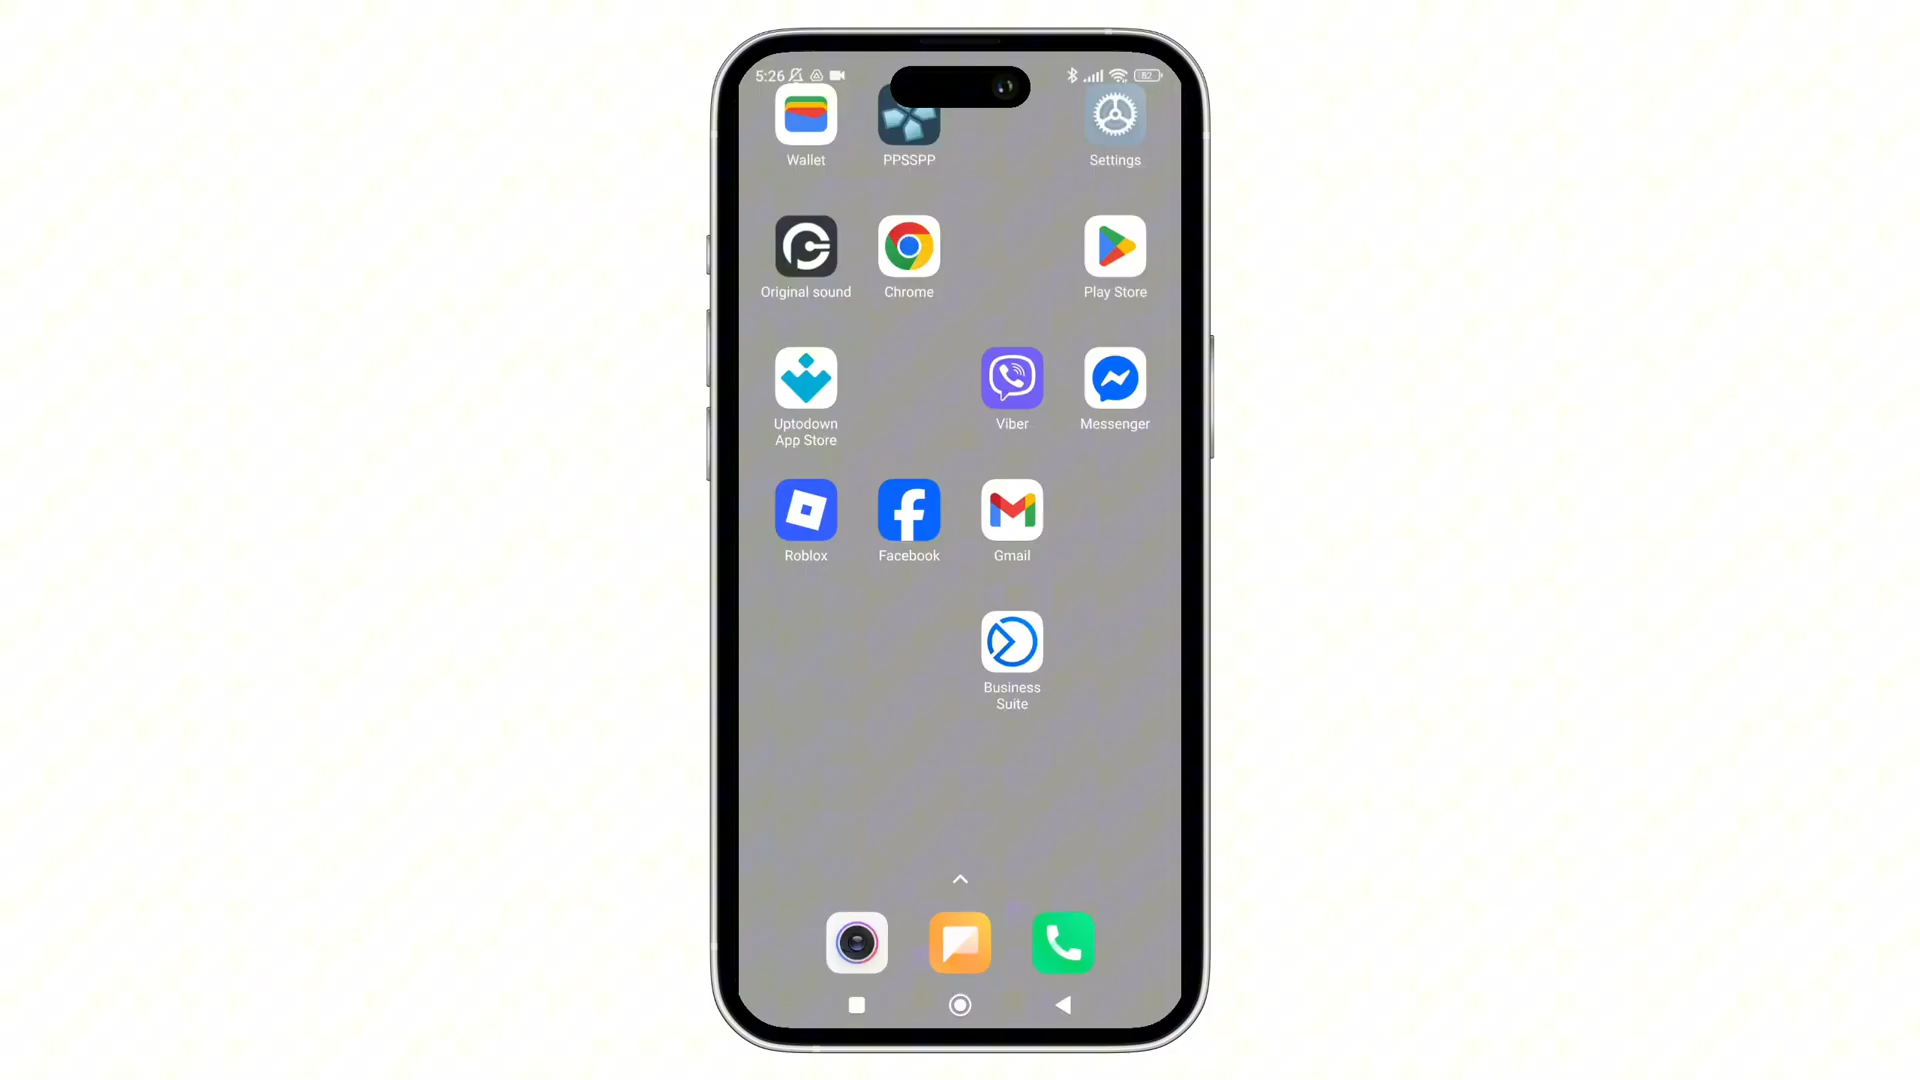 5:26
82
Wallet
PPSSPP
Settings
Original sound
Chrome
Play Store
Uptodown
App Store
Viber
Messenger
Roblox
Facebook
Gmail
Business
Suite